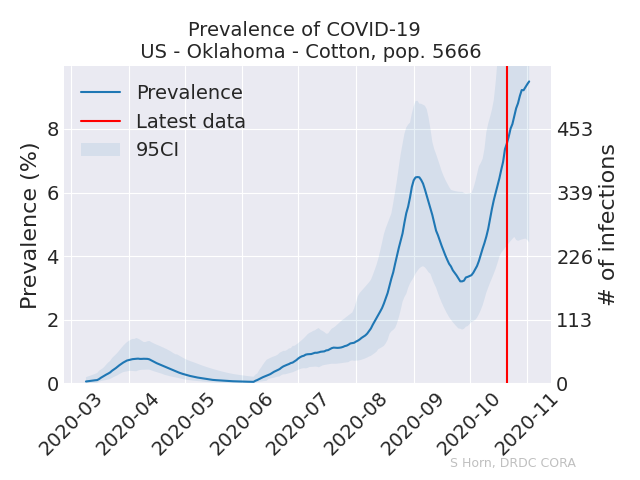 Prevalence of COVID-19
US - Oklahoma - Cotton, pop. 5666
Prevalence
Latest data
95CI
Prevalence (%)
8
6
4
2
0
453
339
226
113
0
# of infections
2020-03
2020-04
2020-05
2020-06
2020-07
2020-08
2020-09
2020-10
2020-11
S Horn, DRDC CORA